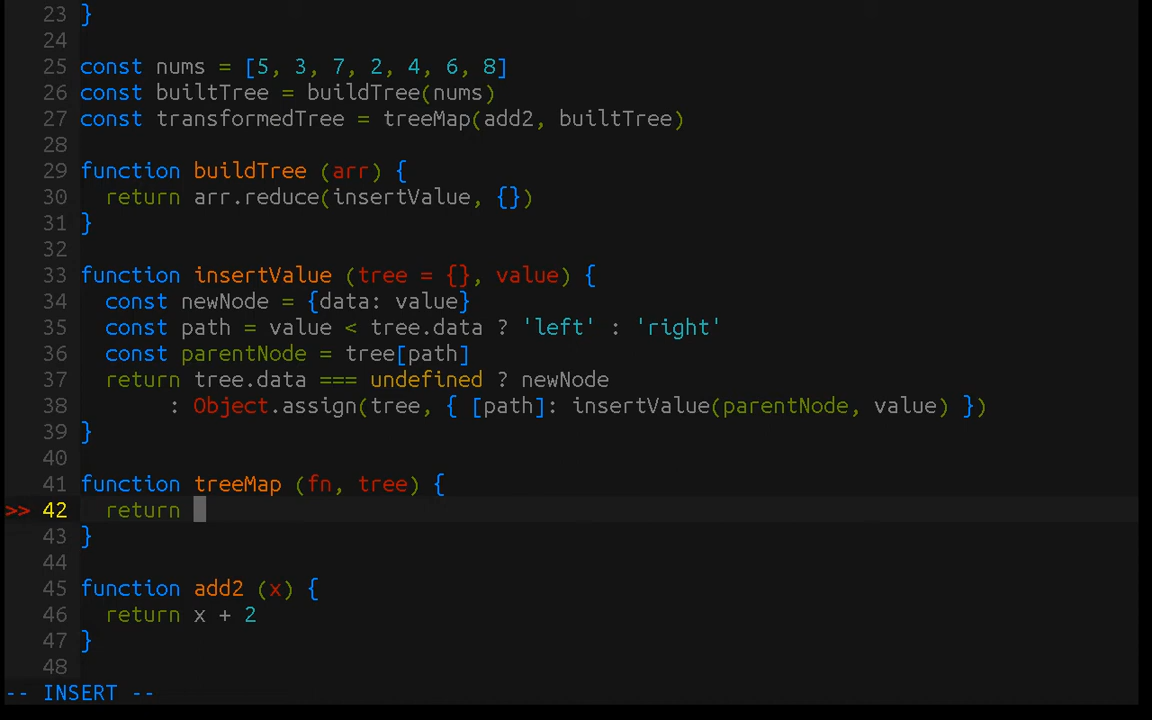 23 }
24
25 const nums = [5, 3, 7, 2, 4, 6, 8]
26 const builtTree = buildTree(nums)
27 const transformedTree = treeMap(add2, builtTree)
28
29 function buildTree (arr) {
30   return arr.reduce(insertValue, {})
31 }
32
33 function insertValue (tree = {}, value) {
34   const newNode = {data: value}
35   const path = value < tree.data ? 'left' : 'right'
36   const parentNode = tree[path]
37   return tree.data === undefined ? newNode
38        : Object.assign(tree, { [path]: insertValue(parentNode, value) })
39 }
40
41 function treeMap (fn, tree) {
>> 42   return
43 }
44
45 function add2 (x) {
46   return x + 2
47 }
48
-- INSERT --